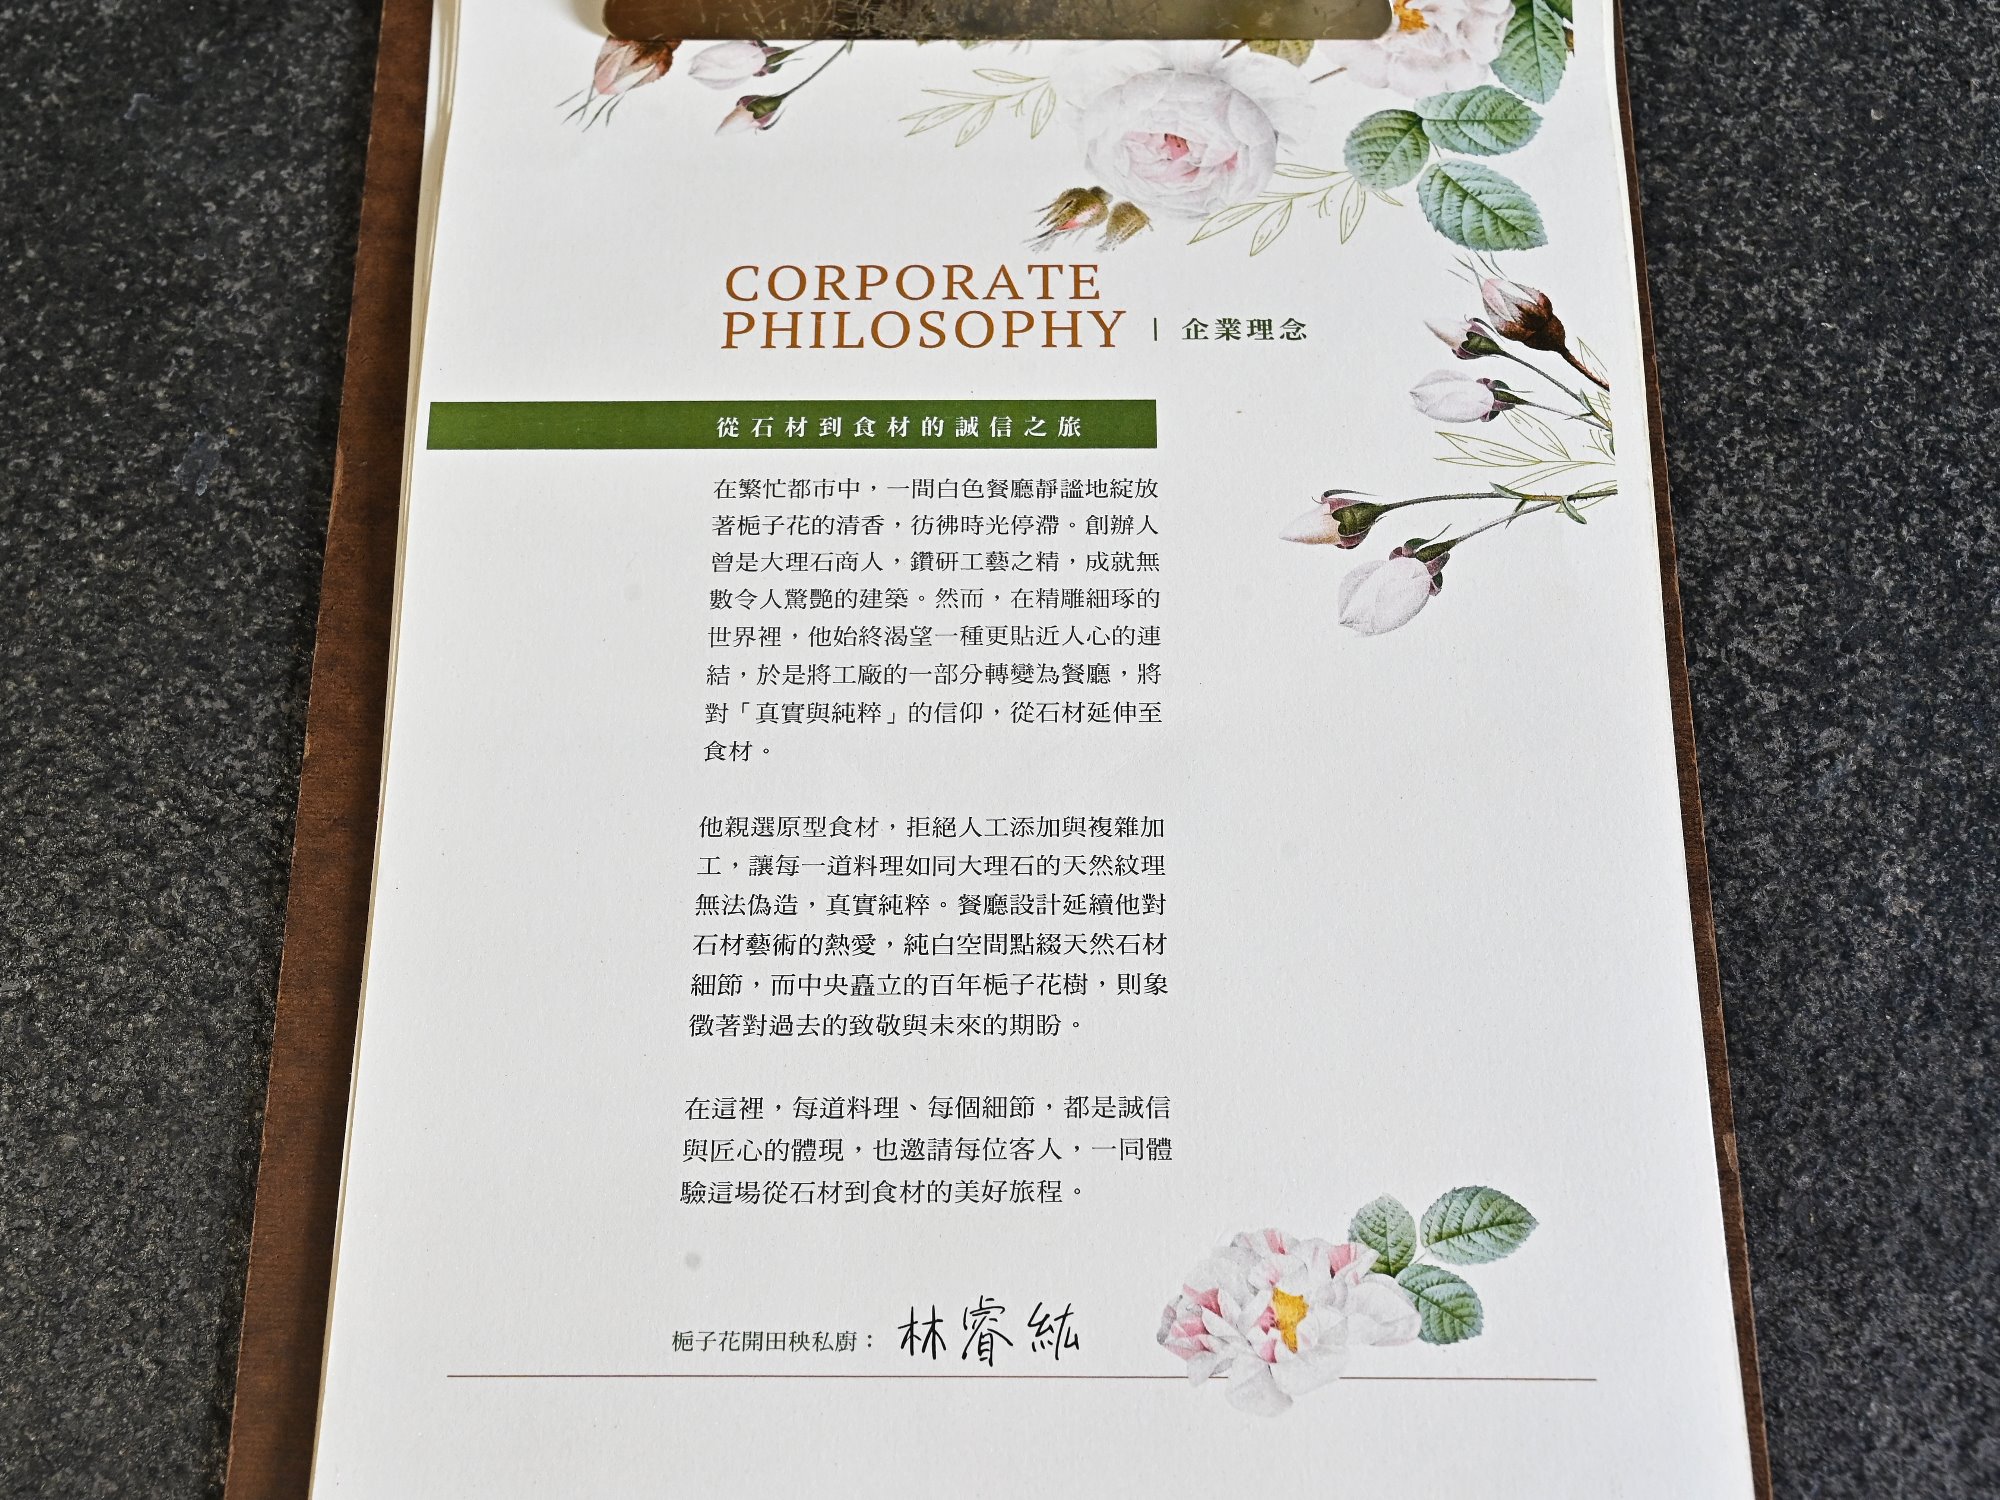 CORPORATE
PHILOSOPHY | 企業理念
從石材到食材的誠信之旅
在繁忙都市中，一間白色餐廳靜謐地綻放
著梔子花的清香，彷彿時光停滯。創辦人
曾是大理石商人，鑽研工藝之精，成就無
數令人驚艷的建築。然而，在精雕細琢的
世界裡，他始終渴望一種更貼近人心的連
結，於是將工廠的一部分轉變為餐廳，將
對「真實與純粹」的信仰，從石材延伸至
食材。
他親選原型食材，拒絕人工添加與複雜加
工，讓每一道料理如同大理石的天然紋理
無法偽造，真實純粹。餐廳設計延續他對
石材藝術的熱愛，純白空間點綴天然石材
細節，而中央矗立的百年梔子花樹，則象
徵著對過去的致敬與未來的期盼。
在這裡，每道料理、每個細節，都是誠信
與匠心的體現，也邀請每位客人，一同體
驗這場從石材到食材的美好旅程。
梔子花開田秧私廚：林睿紘